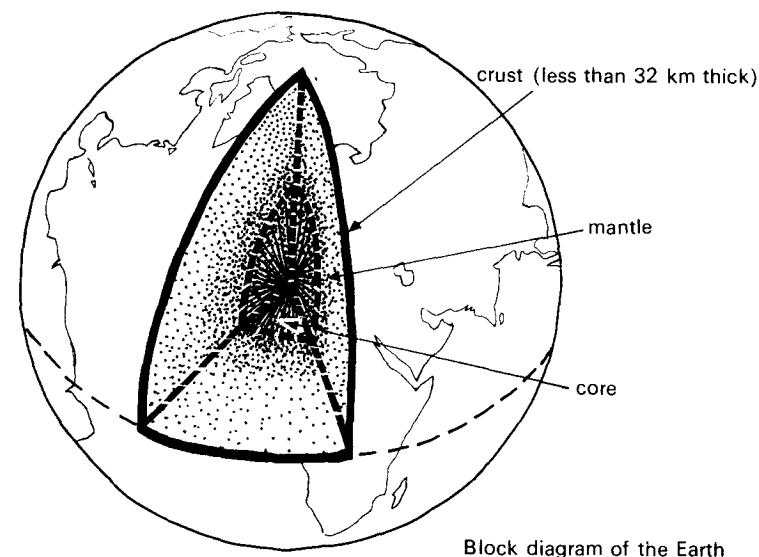 crust (less than 32 km thick)
mantle
core
Block diagram of the Earth